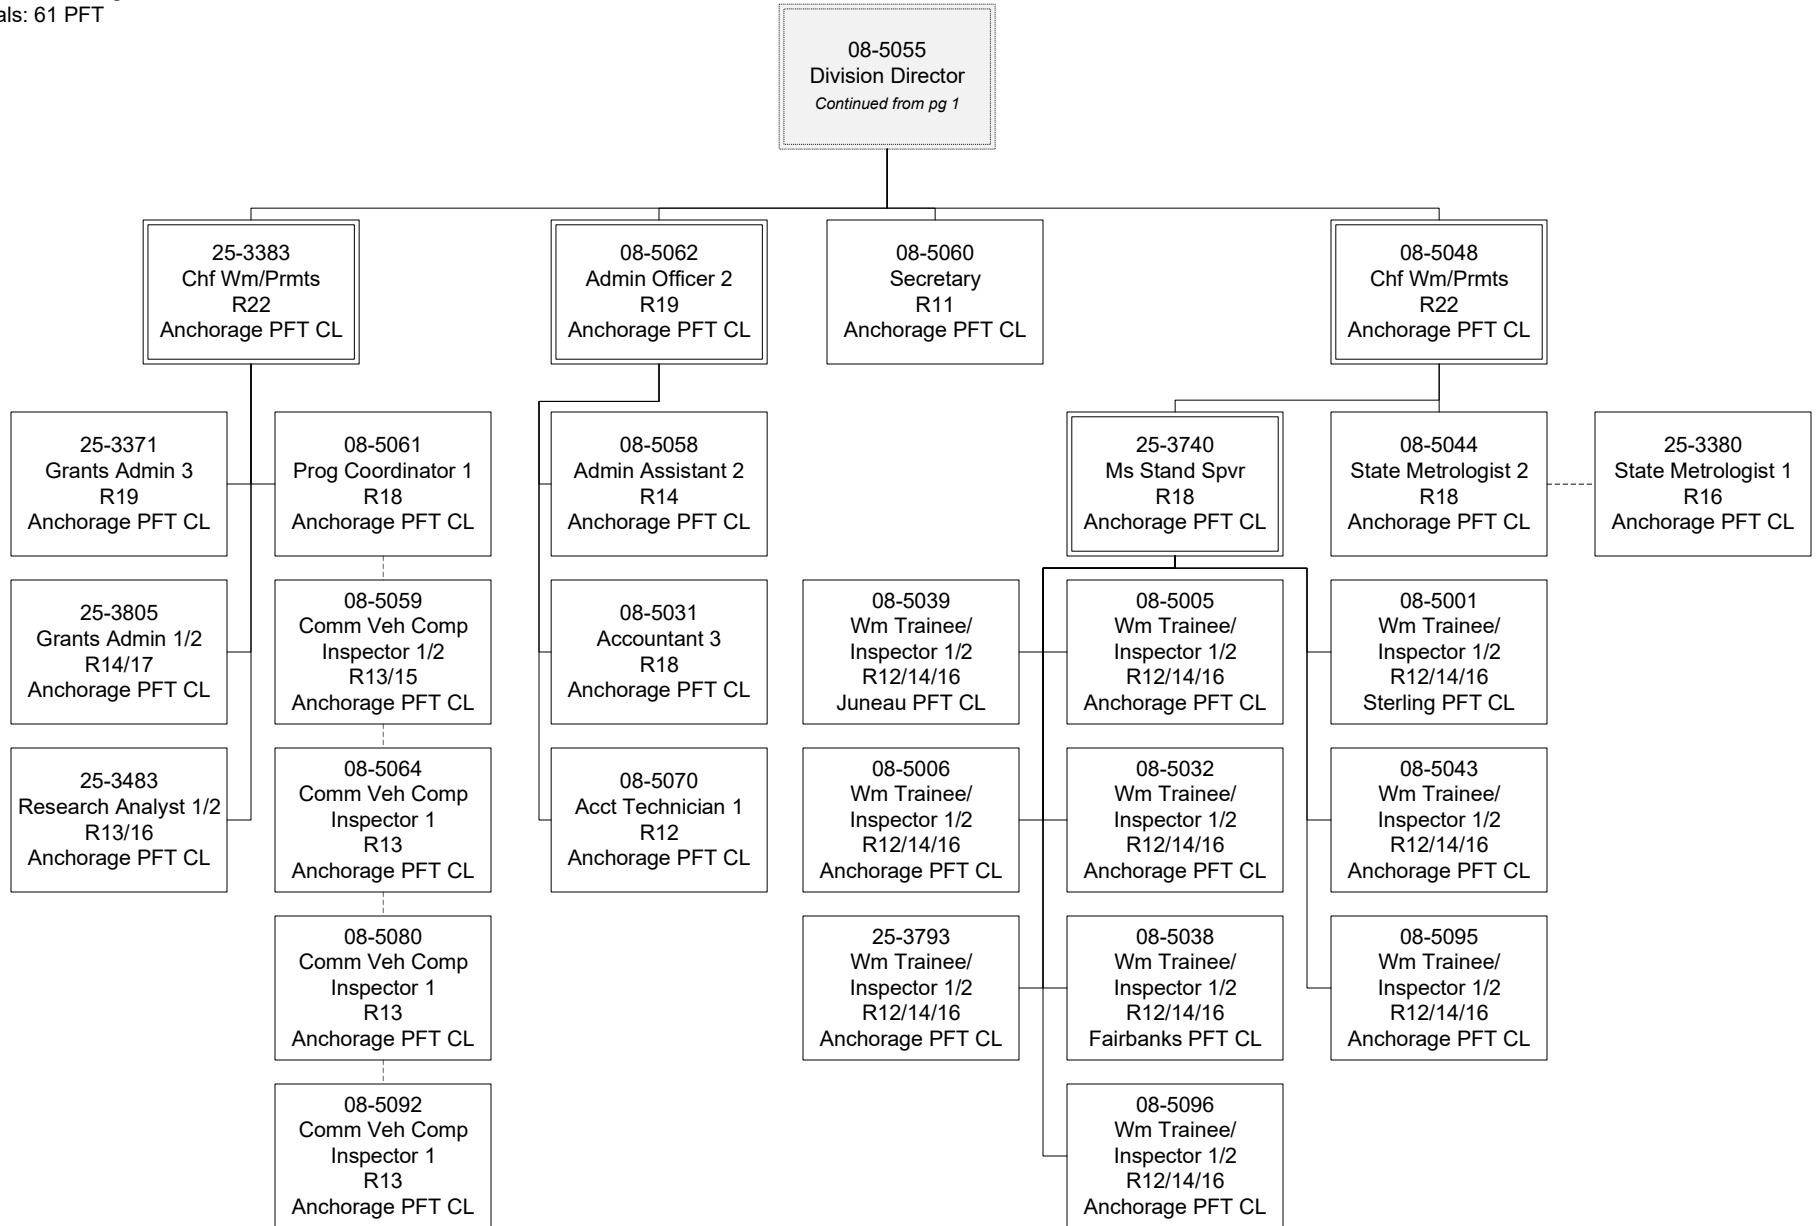 als: 61 PFT
08-5055
Division Director
Continued from pg 1
25-3383
Chf Wm/Prmts
R22
Anchorage PFT CL
08-5062
Admin Officer 2
R19
Anchorage PFT CL
08-5060
Secretary
R11
Anchorage PFT CL
08-5048
Chf Wm/Prmts
R22
Anchorage PFT CL
25-3371
Grants Admin 3
R19
Anchorage PFT CL
08-5061
Prog Coordinator 1
R18
Anchorage PFT CL
08-5058
Admin Assistant 2
R14
Anchorage PFT CL
25-3740
Ms Stand Spvr
R18
Anchorage PFT CL
08-5044
State Metrologist 2
R18
Anchorage PFT CL
25-3380
State Metrologist 1
R16
Anchorage PFT CL
25-3805
Grants Admin 1/2
R14/17
Anchorage PFT CL
08-5059
Comm Veh Comp
Inspector 1/2
R13/15
Anchorage PFT CL
08-5031
Accountant 3
R18
Anchorage PFT CL
08-5039
Wm Trainee/
Inspector 1/2
R12/14/16
Juneau PFT CL
08-5005
Wm Trainee/
Inspector 1/2
R12/14/16
Anchorage PFT CL
08-5001
Wm Trainee/
Inspector 1/2
R12/14/16
Sterling PFT CL
25-3483
Research Analyst 1/2
R13/16
Anchorage PFT CL
08-5064
Comm Veh Comp
Inspector 1
R13
Anchorage PFT CL
08-5070
Acct Technician 1
R12
Anchorage PFT CL
08-5006
Wm Trainee/
Inspector 1/2
R12/14/16
Anchorage PFT CL
08-5032
Wm Trainee/
Inspector 1/2
R12/14/16
Anchorage PFT CL
08-5043
Wm Trainee/
Inspector 1/2
R12/14/16
Anchorage PFT CL
08-5080
Comm Veh Comp
Inspector 1
R13
Anchorage PFT CL
25-3793
Wm Trainee/
Inspector 1/2
R12/14/16
Anchorage PFT CL
08-5038
Wm Trainee/
Inspector 1/2
R12/14/16
Fairbanks PFT CL
08-5095
Wm Trainee/
Inspector 1/2
R12/14/16
Anchorage PFT CL
08-5092
Comm Veh Comp
Inspector 1
R13
Anchorage PFT CL
08-5096
Wm Trainee/
Inspector 1/2
R12/14/16
Anchorage PFT CL